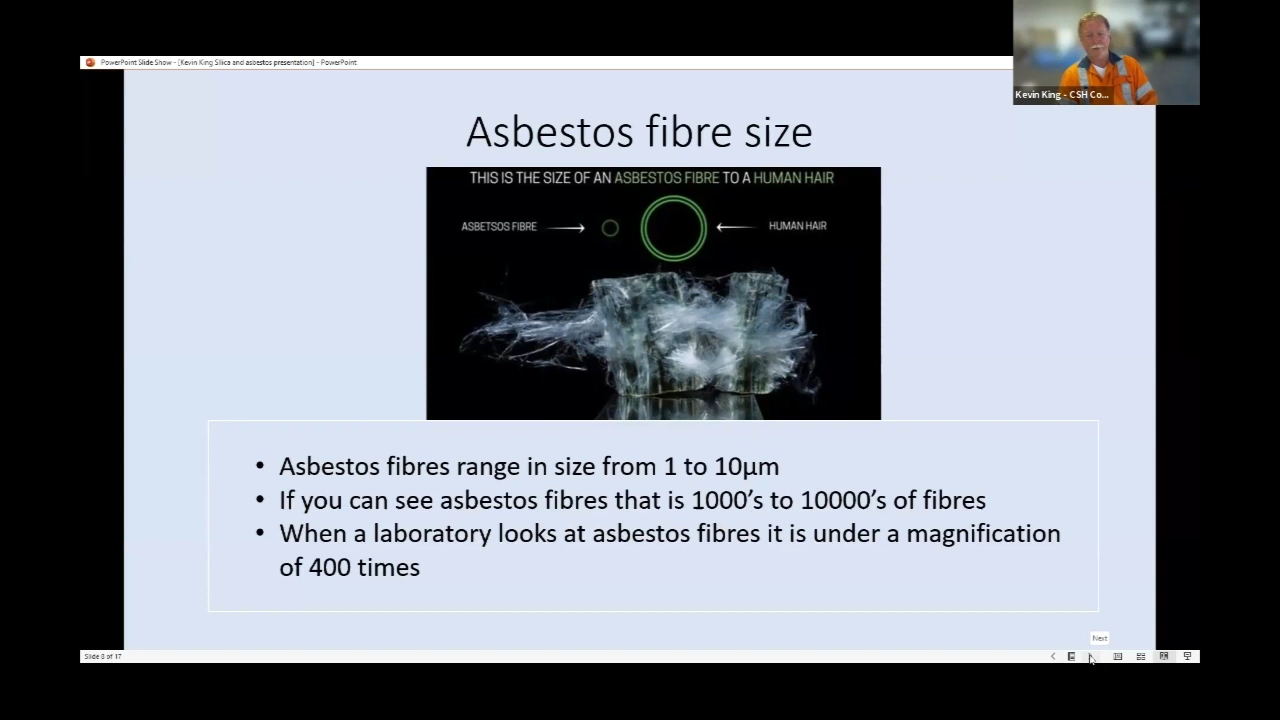 PowerPoint Slide Show - [Kevin King Silica and asbestos presentation] - PowerPoint
Kevin King - CSH Co...
Asbestos fibre size
THIS IS THE SIZE OF AN ASBESTOS FIBRE TO A HUMAN HAIR
ASBETSOS FIBRE
HUMAN HAIR
• Asbestos fibres range in size from 1 to 10µm
• If you can see asbestos fibres that is 1000’s to 10000’s of fibres
• When a laboratory looks at asbestos fibres it is under a magnification
of 400 times
Next
Slide 8 of 17